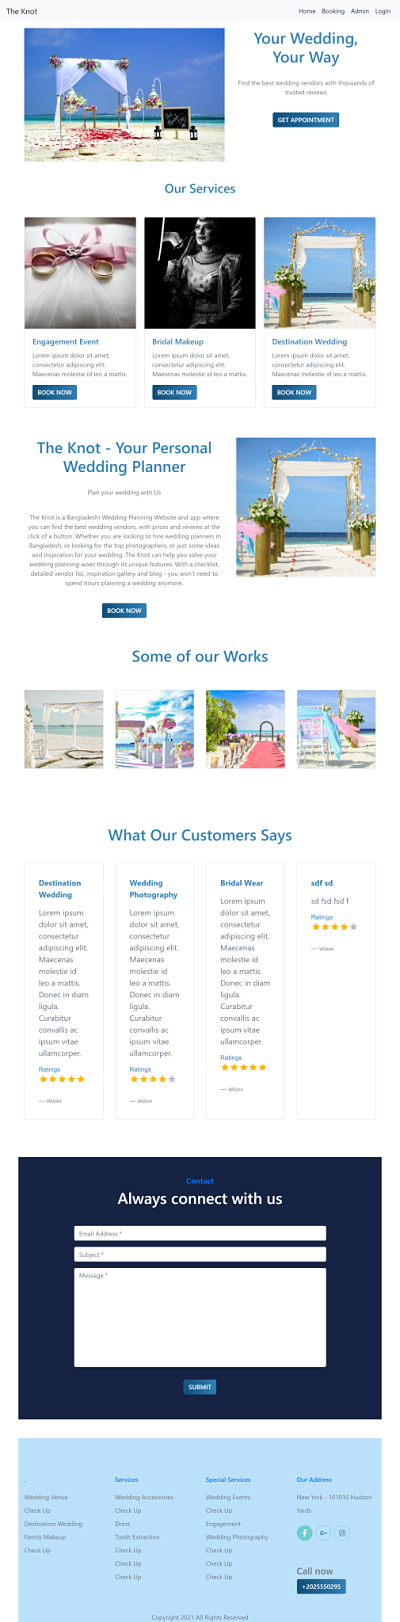 The Knot
Home Booking Admin Login
Your Wedding,
Your Way
Find the best wedding vendors with thousands of
trusted reviews
GET APPOINTMENT
Our Services
Engagement Event
Lorem ipsum dolor sit amet,
consectetur adipiscing elit.
Maecenas molestie id leo a mattis.
BOOK NOW
Bridal Makeup
Lorem ipsum dolor sit amet,
consectetur adipiscing elit.
Maecenas molestie id leo a mattis.
BOOK NOW
Destination Wedding
Lorem ipsum dolor sit amet,
consectetur adipiscing elit.
Maecenas molestie id leo a mattis.
BOOK NOW
The Knot - Your Personal
Wedding Planner
Plan your wedding with Us
The Knot is a Bangladeshi Wedding Planning Website and app where
you can find the best wedding vendors, with prices and reviews at the
click of a button. Whether you are looking to hire wedding planners in
Bangladesh, or looking for the top photographers, or just some ideas
and inspiration for your wedding. The Knot can help you solve your
wedding planning woes through its unique features. With a checklist,
detailed vendor list, inspiration gallery and blog - you won't need to
spend hours planning a wedding anymore.
BOOK NOW
Some of our Works
What Our Customers Says
Destination
Wedding
Lorem ipsum
dolor sit amet,
consectetur
adipiscing elit.
Maecenas
molestie id
leo a mattis.
Donec in diam
ligula.
Curabitur
convallis ac
ipsum vitae
ullamcorper.
Ratings
— Wilson
Wedding
Photography
Lorem ipsum
dolor sit amet,
consectetur
adipiscing elit.
Maecenas
molestie id
leo a mattis.
Donec in diam
ligula.
Curabitur
convallis ac
ipsum vitae
ullamcorper.
Ratings
— Wilson
Bridal Wear
Lorem ipsum
dolor sit amet,
consectetur
adipiscing elit.
Maecenas
molestie id
leo a mattis.
Donec in diam
ligula.
Curabitur
convallis ac
ipsum vitae
ullamcorper.
Ratings
— Wilson
sdf sd
sd fsd fsd f
Ratings
— Wilson
Contact
Always connect with us
Email Address *
Subject *
Message *
SUBMIT
.
Wedding Venue
Check Up
Destination Wedding
Family Makeup
Check Up
Services
Wedding Accessories
Check Up
Dress
Tooth Extraction
Check Up
Check Up
Check Up
Special Services
Wedding Events
Check Up
Engagement
Wedding Photography
Check Up
Check Up
Check Up
Our Address
New York - 101010 Hudson
Yards
Call now
+2025550295
Copyright 2021 All Rights Reserved